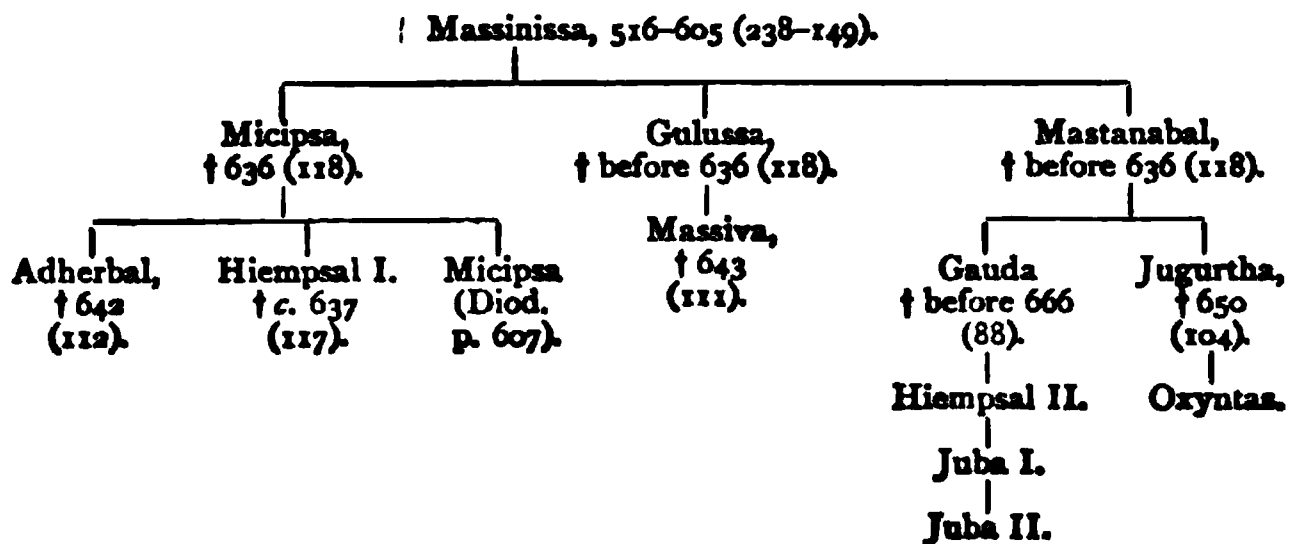 Massinissa, 516–605 (238–149).
Micipsa, Gulussa, Mastanabal,
† 636 (118). † before 636 (118). † before 636 (118).
Adherbal, Hiempsal I. Micipsa Massiva, Gauda Jugurtha,
† 642 † c. 637 (Diod. † 643 † before 666 † 650
(112). (117). p. 607). (111). (88). (104).
Hiempsal II. Oxyntas.
Juba I.
Juba II.